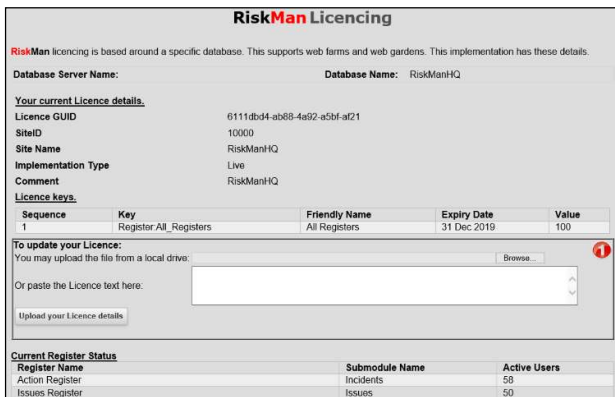 RiskMan Licencing
RiskMan licencing is based around a specific database. This supports web farms and web gardens. This implementation has these details.
Database Server Name: Database Name: RiskManHQ
Your current Licence details.
Licence GUID 6111dbd4-ab88-4a92-a5bf-af21
SiteID 10000
Site Name RiskManHQ
Implementation Type Live
Comment RiskManHQ
Licence keys.
Sequence Key Friendly Name Expiry Date Value
1 Register.All_Registers All Registers 31 Dec 2019 100
To update your Licence:
You may upload the file from a local drive: Browse... 1
Or paste the Licence text here:
Upload your Licence details
Current Register Status
Register Name Submodule Name Active Users
Action Register Incidents 58
Issues Register Issues 50